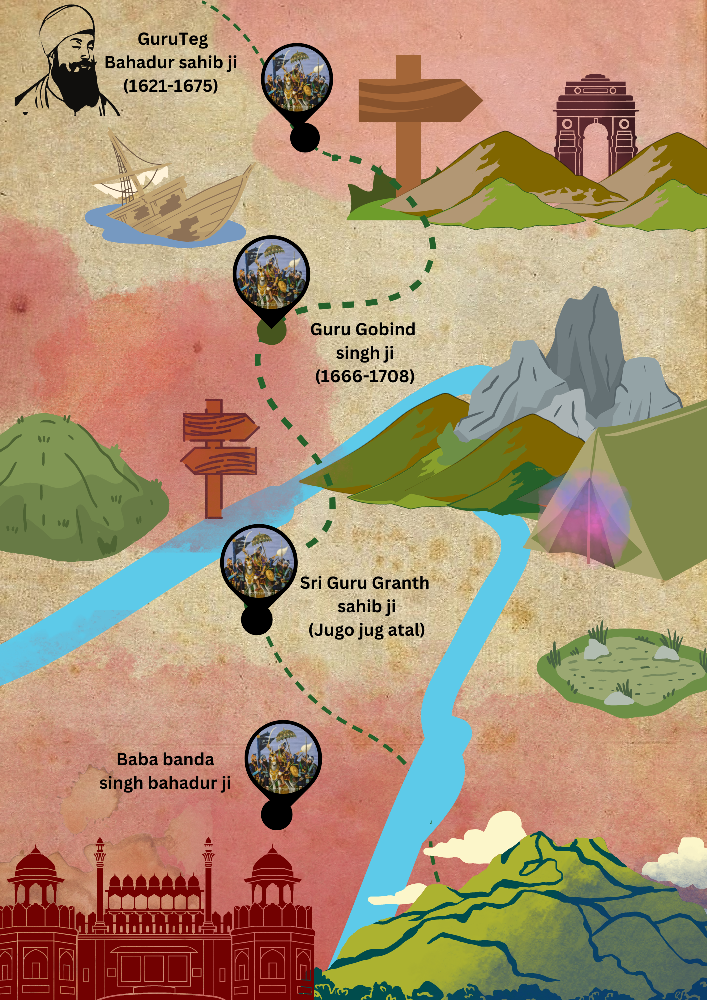 GuruTeg
Bahadur sahib ji
(1621-1675)
Guru Gobind
singh ji
(1666-1708)
Sri Guru Granth
sahib ji
(Jugo jug atal)
Baba banda
singh bahadur ji